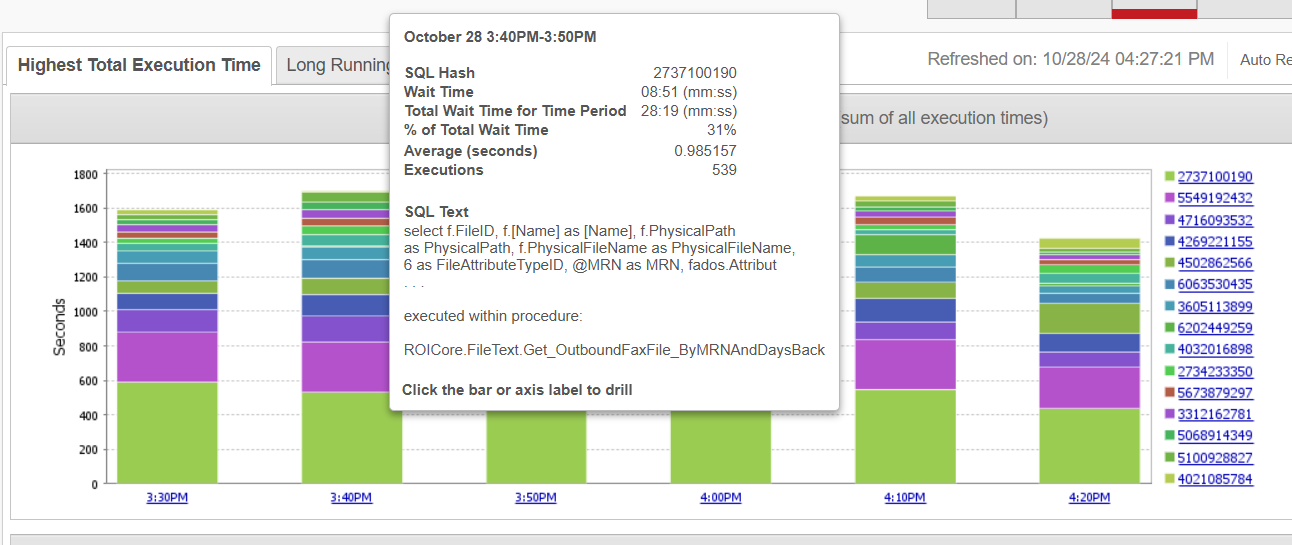 October 28 3:40PM-3:50PM
Highest Total Execution Time
Long Running
Refreshed on: 10/28/24 04:27:21 PM
Auto Re
SQL Hash 2737100190
Wait Time 08:51 (mm:ss)
Total Wait Time for Time Period 28:19 (mm:ss)
% of Total Wait Time 31%
Average (seconds) 0.985157
Executions 539
sum of all execution times)
SQL Text
select f.FileID, f.[Name] as [Name], f.PhysicalPath
as PhysicalPath, f.PhysicalFileName as PhysicalFileName,
6 as FileAttributeTypeID, @MRN as MRN, fados.Attribut
. . .
executed within procedure:
ROICore.FileText.Get_OutboundFaxFile_ByMRNAndDaysBack
Click the bar or axis label to drill
Seconds
1800
1600
1400
1200
1000
800
600
400
200
0
3:30PM
3:40PM
3:50PM
4:00PM
4:10PM
4:20PM
2737100190
5549192432
4716093532
4269221155
4502862566
6063530435
3605113899
6202449259
4032016898
2734233350
5673879297
3312162781
5068914349
5100928827
4021085784